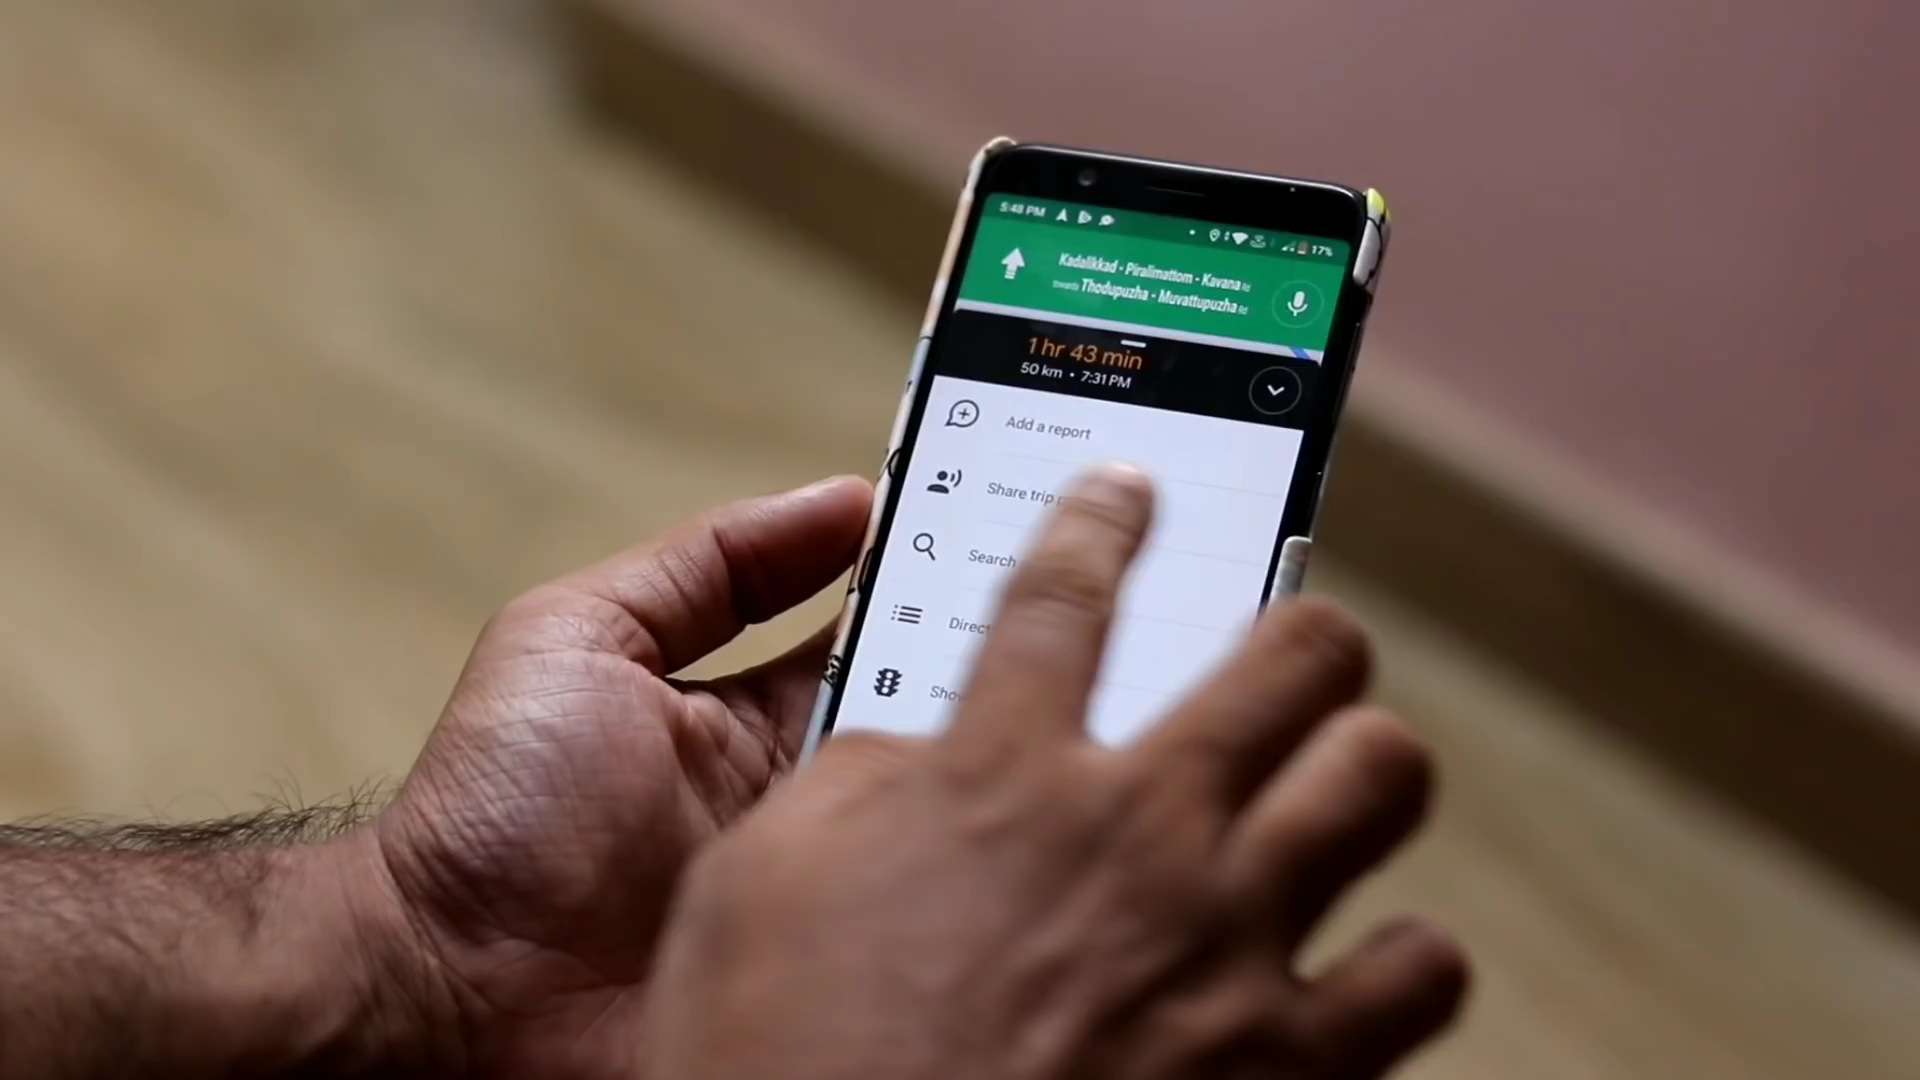 5:48 PM 17%
Kadalikkad - Piralimattom - Kavana Rd
towards Thodupuzha - Muvattupuzha Rd
1 hr 43 min
50 km • 7:31 PM
Add a report
Share trip
Search